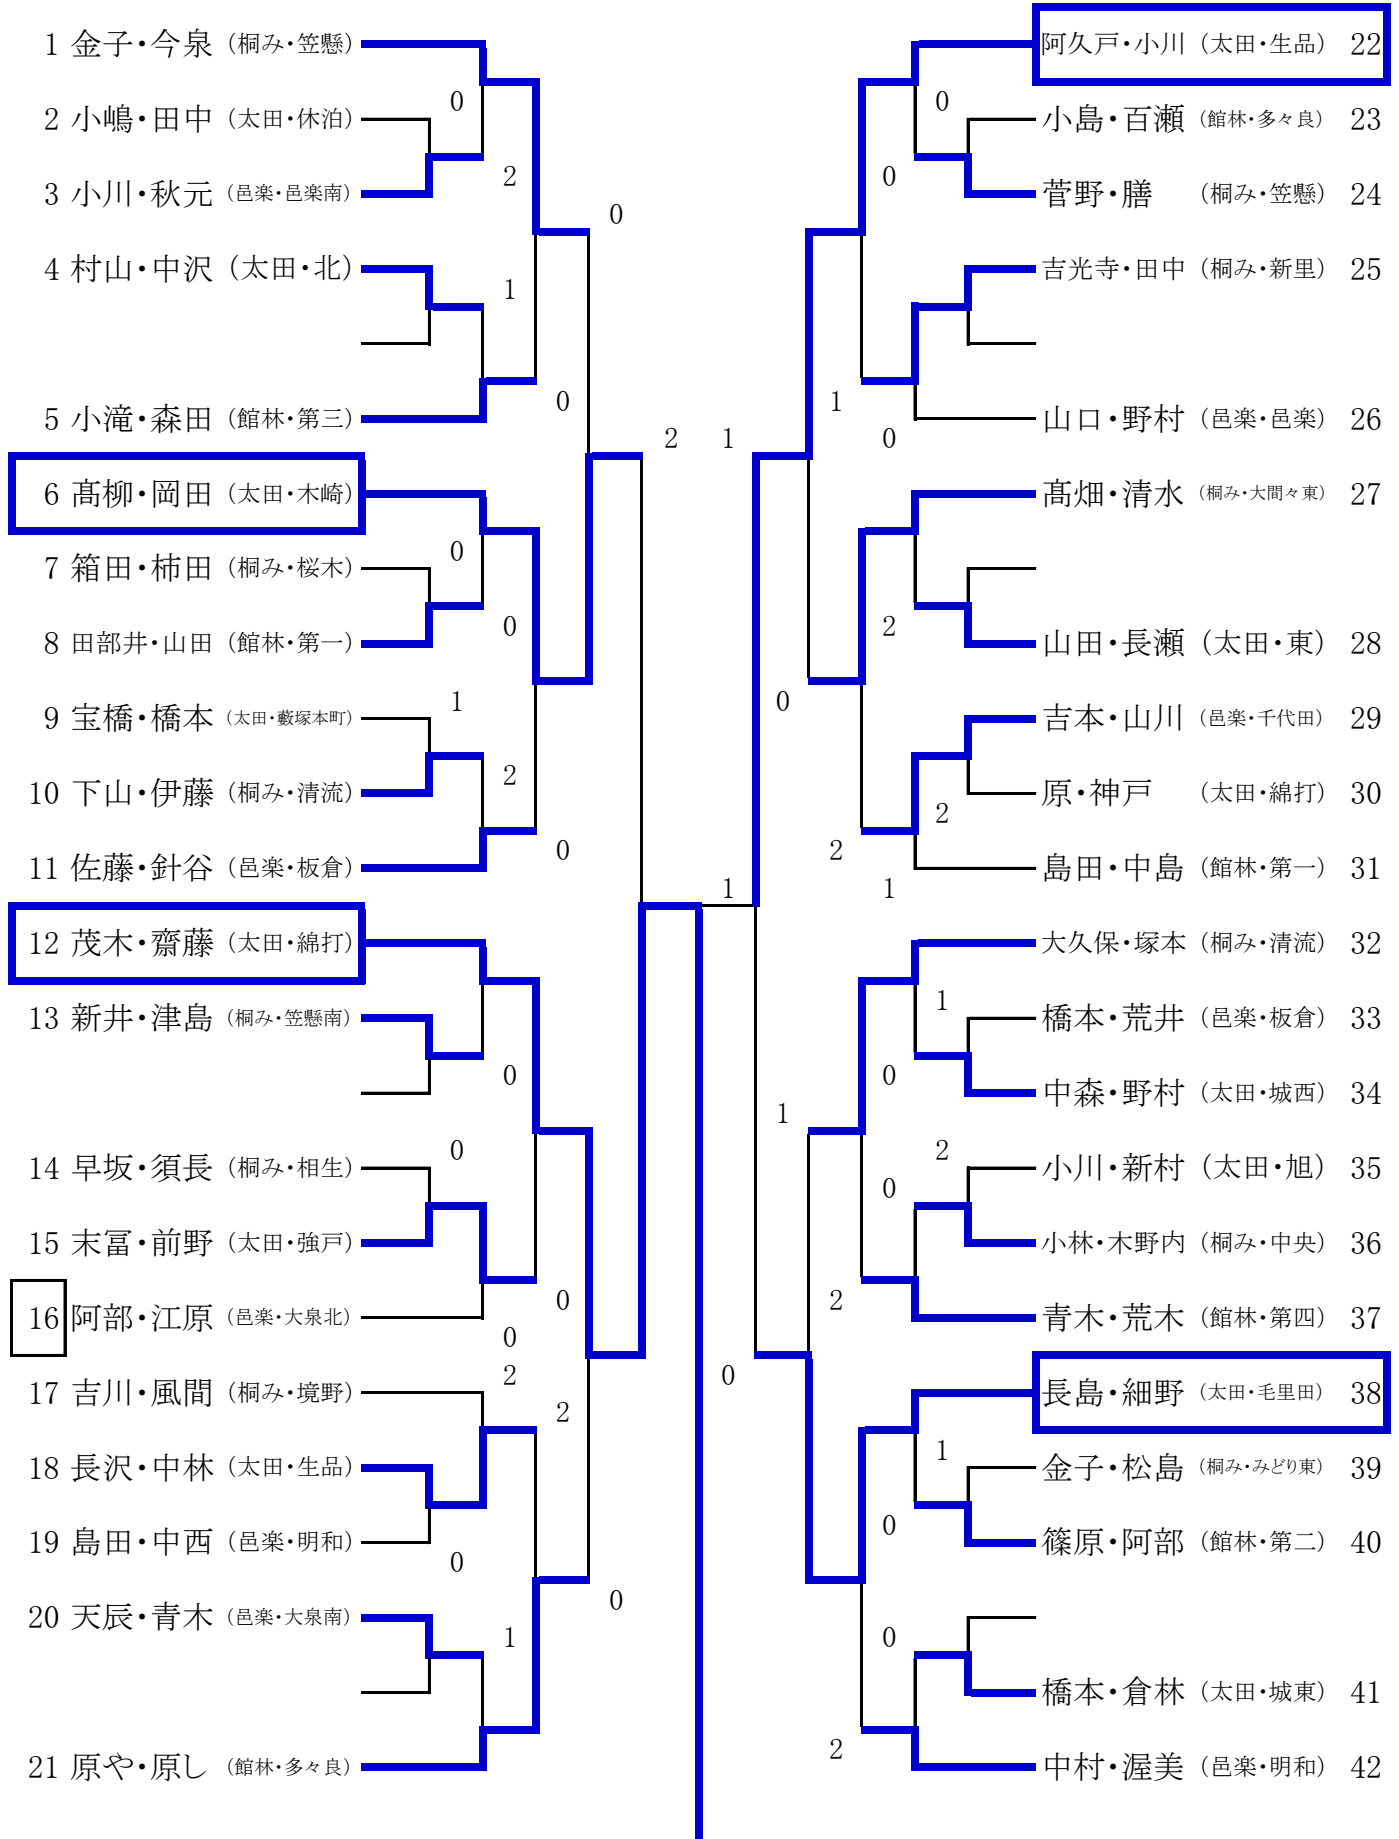 1 金子・今泉 (桐み・笠懸)
0
2 小嶋・田中 (太田・休泊)
2
3 小川・秋元 (邑楽・邑楽南)
0
4 村山・中沢 (太田・北)
1
5 小滝・森田 (館林・第三)
0
2
6 髙柳・岡田 (太田・木崎)
0
7 箱田・柿田 (桐み・桜木)
0
8 田部井・山田 (館林・第一)
1
9 宝橋・橋本 (太田・藪塚本町)
2
10 下山・伊藤 (桐み・清流)
0
11 佐藤・針谷 (邑楽・板倉)
12 茂木・齋藤 (太田・綿打)
13 新井・津島 (桐み・笠懸南)
0
0
14 早坂・須長 (桐み・相生)
15 末冨・前野 (太田・強戸)
0
16 阿部・江原 (邑楽・大泉北)
0
2
17 吉川・風間 (桐み・境野)
2
18 長沢・中林 (太田・生品)
19 島田・中西 (邑楽・明和)
0
0
20 天辰・青木 (邑楽・大泉南)
1
21 原や・原し (館林・多々良)
1
0
阿久戸・小川 (太田・生品) 22
0
小島・百瀬 (館林・多々良) 23
0
菅野・膳 (桐み・笠懸) 24
吉光寺・田中 (桐み・新里) 25
1
山口・野村 (邑楽・邑楽) 26
1
0
髙畑・清水 (桐み・大間々東) 27
2
山田・長瀬 (太田・東) 28
0
吉本・山川 (邑楽・千代田) 29
原・神戸 (太田・綿打) 30
2
2
島田・中島 (館林・第一) 31
1
大久保・塚本 (桐み・清流) 32
1
橋本・荒井 (邑楽・板倉) 33
0
中森・野村 (太田・城西) 34
1
2
小川・新村 (太田・旭) 35
0
小林・木野内 (桐み・中央) 36
2
青木・荒木 (館林・第四) 37
長島・細野 (太田・毛里田) 38
1
金子・松島 (桐み・みどり東) 39
0
篠原・阿部 (館林・第二) 40
0
橋本・倉林 (太田・城東) 41
2
中村・渥美 (邑楽・明和) 42